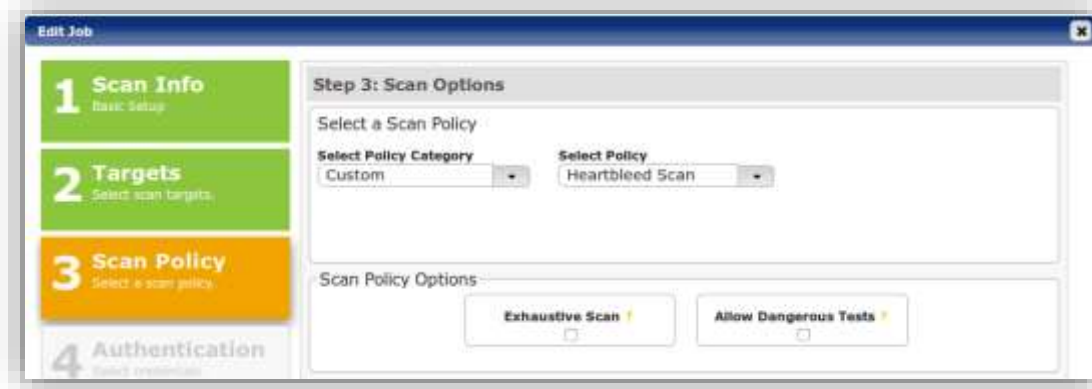 Edit Job
1 Scan Info
Basic Setup
2 Targets
Select scan targets.
3 Scan Policy
Select a scan policy.
4 Authentication
Select credentials
Step 3: Scan Options
Select a Scan Policy
Select Policy Category
Select Policy
Custom
Heartbleed Scan
Scan Policy Options
Exhaustive Scan ?
Allow Dangerous Tests ?